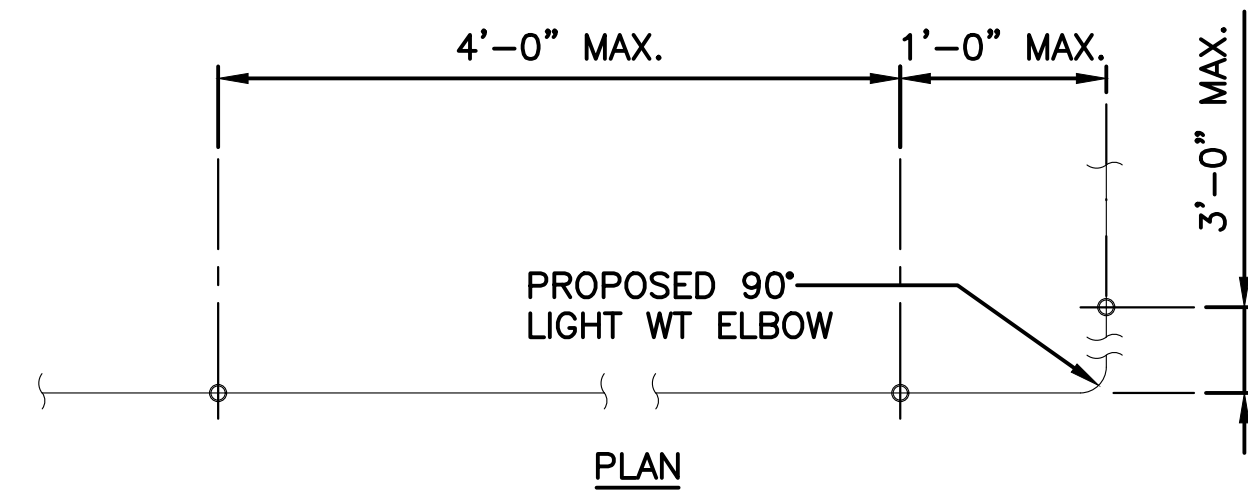 4'-0" MAX.
1'-0" MAX.
3'-0" MAX.
PROPOSED 90°
LIGHT WT ELBOW
PLAN